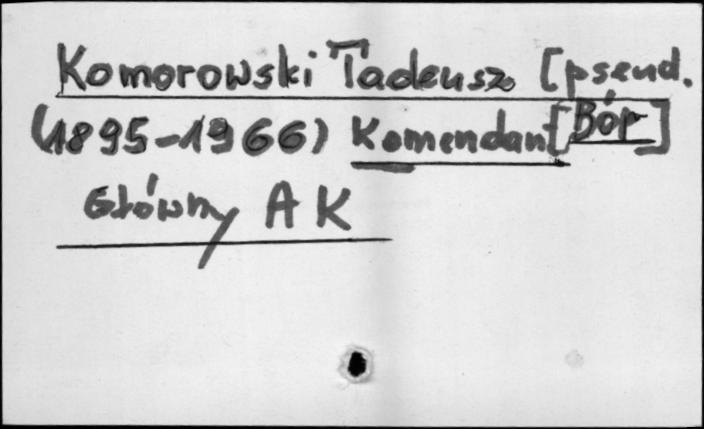 Komorowski Tadeusz [pseud.
(1895-1966) Komendant [Bór]
Główny AK